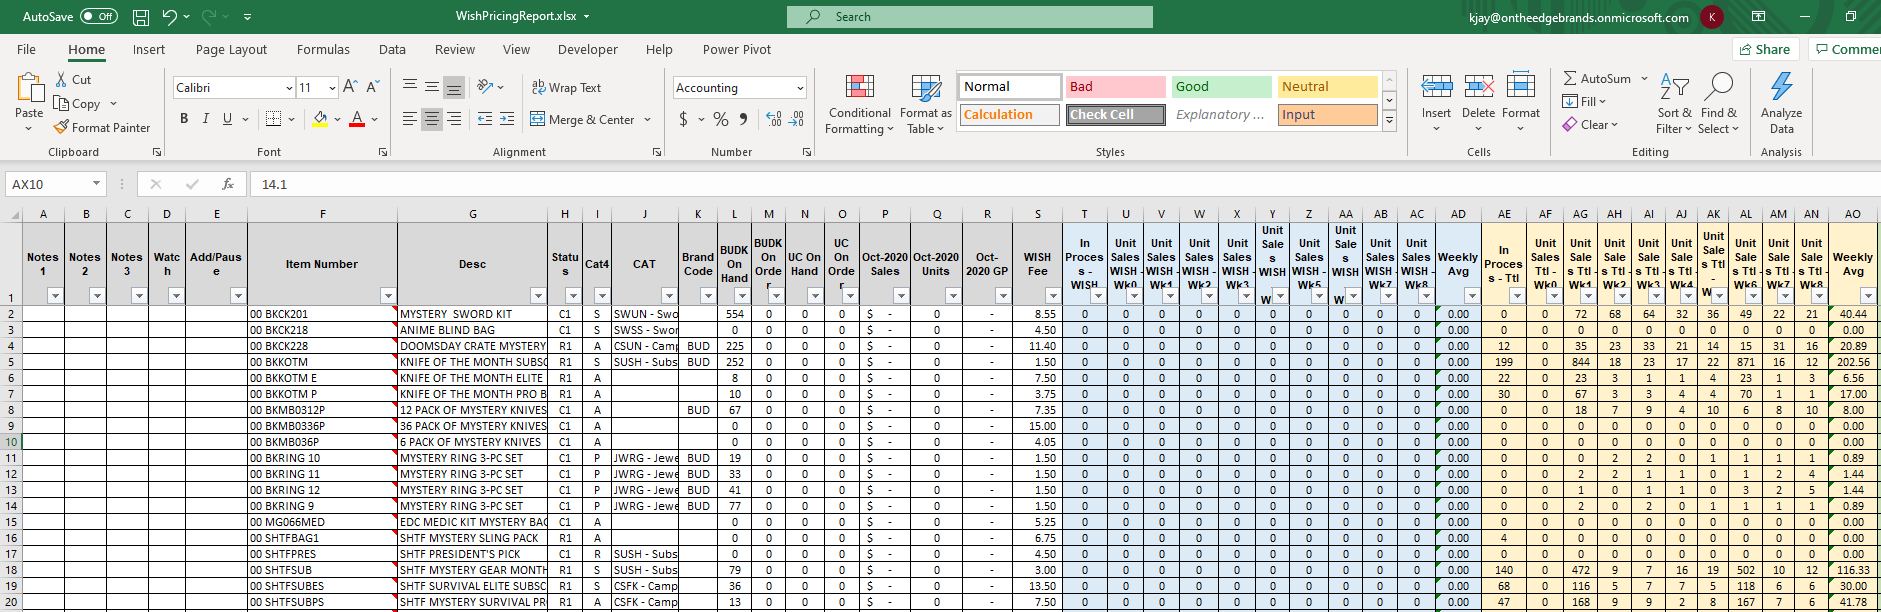 AutoSave Off WishPricingReport.xlsx Search kjay@ontheedgebrands.onmicrosoft.com K
File Home Insert Page Layout Formulas Data Review View Developer Help Power Pivot Share Comme
Paste Cut Copy Format Painter Clipboard
Calibri 11 A A B I U A Font
Wrap Text Merge & Center Alignment
Accounting $ % Number
Conditional Formatting Format as Table Normal Bad Good Neutral Calculation Check Cell Explanatory ... Input Styles
Insert Delete Format Cells
AutoSum Fill Clear Sort & Filter Find & Select Editing
Analyze Data Analysis
AX10 fx 14.1
A B C D E F G H I J K L M N O P Q R S T U V W X Y Z AA AB AC AD AE AF AG AH AI AJ AK AL AM AN AO
1 Notes 1 Notes 2 Notes 3 Watch Add/Pause Item Number Desc Status Cat4 CAT Brand Code BUDK On Hand BUDK On Order UC On Hand UC On Order Oct-2020 Sales Oct-2020 Units Oct-2020 GP WISH Fee In Process - WISH Unit Sales WISH - Wk0 Unit Sales WISH - Wk1 Unit Sales WISH - Wk2 Unit Sales WISH - Wk3 Unit Sales WISH Unit Sales WISH - Wk5 Unit Sales WISH Unit Sales WISH - Wk7 Unit Sales WISH - Wk8 Weekly Avg In Process - Ttl Unit Sales Ttl - Wk0 Unit Sales Ttl - Wk1 Unit Sales Ttl - Wk2 Unit Sales Ttl - Wk3 Unit Sales Ttl - Wk4 Unit Sales Ttl - Unit Sales Ttl - Wk6 Unit Sales Ttl - Wk7 Unit Sales Ttl - Wk8 Weekly Avg
2 00 BKCK201 MYSTERY SWORD KIT C1 S SWUN - Swo 554 0 0 0 $ - 0 - 8.55 0 0 0 0 0 0 0 0 0 0 0.00 0 0 72 68 64 32 36 49 22 21 40.44
3 00 BKCK218 ANIME BLIND BAG C1 S SWSS - Swor 0 0 0 0 $ - 0 - 4.50 0 0 0 0 0 0 0 0 0 0 0.00 0 0 0 0 0 0 0 0 0 0 0.00
4 00 BKCK228 DOOMSDAY CRATE MYSTERY R1 A CSUN - Camp BUD 225 0 0 0 $ - 0 - 11.40 0 0 0 0 0 0 0 0 0 0 0.00 12 0 35 23 33 21 14 15 31 16 20.89
5 00 BKKOTM KNIFE OF THE MONTH SUBSC R1 S SUSH - Subs BUD 252 0 0 0 $ - 0 - 1.50 0 0 0 0 0 0 0 0 0 0 0.00 199 0 844 18 23 17 22 871 16 12 202.56
6 00 BKKOTM E KNIFE OF THE MONTH ELITE R1 A 8 0 0 0 $ - 0 - 7.50 0 0 0 0 0 0 0 0 0 0 0.00 22 0 23 3 1 1 4 23 1 3 6.56
7 00 BKKOTM P KNIFE OF THE MONTH PRO B R1 A 10 0 0 0 $ - 0 - 3.75 0 0 0 0 0 0 0 0 0 0 0.00 30 0 67 3 3 4 4 70 1 1 17.00
8 00 BKMB0312P 12 PACK OF MYSTERY KNIVES C1 A BUD 67 0 0 0 $ - 0 - 7.35 0 0 0 0 0 0 0 0 0 0 0.00 0 0 18 7 9 4 10 6 8 10 8.00
9 00 BKMB0336P 36 PACK OF MYSTERY KNIVES C1 A 0 0 0 0 $ - 0 - 15.00 0 0 0 0 0 0 0 0 0 0 0.00 0 0 0 0 0 0 0 0 0 0 0.00
10 00 BKMB036P 6 PACK OF MYSTERY KNIVES C1 A 0 0 0 0 $ - 0 - 4.05 0 0 0 0 0 0 0 0 0 0 0.00 0 0 0 0 0 0 0 0 0 0 0.00
11 00 BKRING 10 MYSTERY RING 3-PC SET C1 P JWRG - Jewe BUD 19 0 0 0 $ - 0 - 1.50 0 0 0 0 0 0 0 0 0 0 0.00 0 0 0 2 2 0 1 1 1 1 0.89
12 00 BKRING 11 MYSTERY RING 3-PC SET C1 P JWRG - Jewe BUD 33 0 0 0 $ - 0 - 1.50 0 0 0 0 0 0 0 0 0 0 0.00 0 0 2 2 1 1 0 1 2 4 1.44
13 00 BKRING 12 MYSTERY RING 3-PC SET C1 P JWRG - Jewe BUD 41 0 0 0 $ - 0 - 1.50 0 0 0 0 0 0 0 0 0 0 0.00 0 0 1 0 1 1 0 3 2 5 1.44
14 00 BKRING 9 MYSTERY RING 3-PC SET C1 P JWRG - Jewe BUD 77 0 0 0 $ - 0 - 1.50 0 0 0 0 0 0 0 0 0 0 0.00 0 0 2 0 2 0 1 1 1 1 0.89
15 00 MG066MED EDC MEDIC KIT MYSTERY BAG C1 A 0 0 0 0 $ - 0 - 5.25 0 0 0 0 0 0 0 0 0 0 0.00 0 0 0 0 0 0 0 0 0 0 0.00
16 00 SHTFBAG1 SHTF MYSTERY SLING PACK R1 A 0 0 0 0 $ - 0 - 6.75 0 0 0 0 0 0 0 0 0 0 0.00 4 0 0 0 0 0 0 0 0 0 0.00
17 00 SHTFPRES SHTF PRESIDENT'S PICK C1 R SUSH - Subs 0 0 0 0 $ - 0 - 4.50 0 0 0 0 0 0 0 0 0 0 0.00 0 0 0 0 0 0 0 0 0 0 0.00
18 00 SHTFSUB SHTF MYSTERY GEAR MONTH R1 S SUSH - Subs 79 0 0 0 $ - 0 - 3.00 0 0 0 0 0 0 0 0 0 0 0.00 140 0 472 9 7 16 19 502 10 12 116.33
19 00 SHTFSUBES SHTF SURVIVAL ELITE SUBSC R1 S CSFK - Camp 36 0 0 0 $ - 0 - 13.50 0 0 0 0 0 0 0 0 0 0 0.00 68 0 116 5 7 7 5 118 6 6 30.00
20 00 SHTFSUBPS SHTF MYSTERY SURVIVAL PR R1 A CSFK - Camp 13 0 0 0 $ - 0 - 7.50 0 0 0 0 0 0 0 0 0 0 0.00 47 0 168 9 9 2 8 167 7 6 41.78